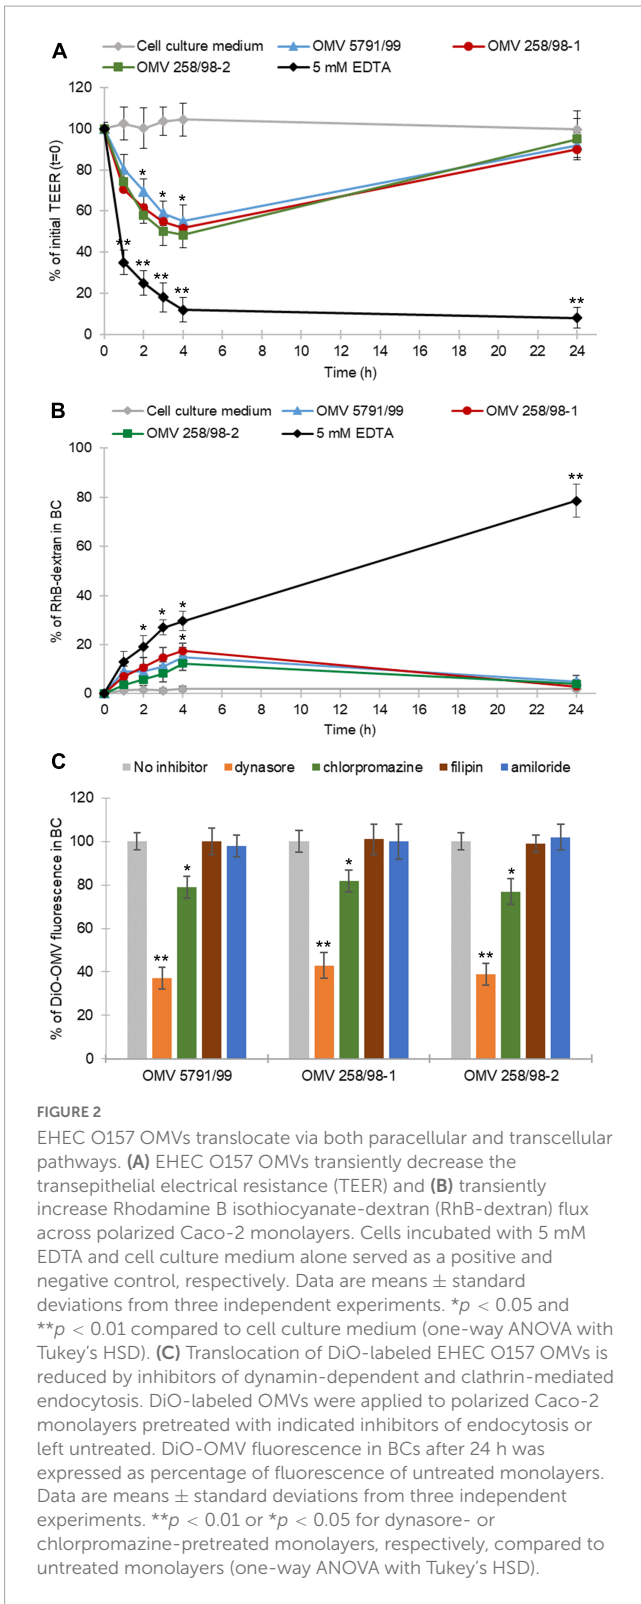 Cell culture medium OMV 5791/99 OMV 258/98-1
OMV 258/98-2 5 mM EDTA
A
120
100
80
60
40
20
0
% of initial TEER (t=0)
* * *
** ** ** ** **
0 2 4 6 8 10 12 14 16 18 20 22 24
Time (h)
B
Cell culture medium OMV 5791/99 OMV 258/98-1
OMV 258/98-2 5 mM EDTA
100
80
60
40
20
0
% of RhB-dextran in BC
* * * * **
0 2 4 6 8 10 12 14 16 18 20 22 24
Time (h)
C
No inhibitor dynasore chlorpromazine filipin amiloride
120
100
80
60
40
20
0
% of DiO-OMV fluorescence in BC
** * ** * ** *
OMV 5791/99 OMV 258/98-1 OMV 258/98-2
FIGURE 2
EHEC O157 OMVs translocate via both paracellular and transcellular
pathways. (A) EHEC O157 OMVs transiently decrease the
transepithelial electrical resistance (TEER) and (B) transiently
increase Rhodamine B isothiocyanate-dextran (RhB-dextran) flux
across polarized Caco-2 monolayers. Cells incubated with 5 mM
EDTA and cell culture medium alone served as a positive and
negative control, respectively. Data are means ± standard
deviations from three independent experiments. *p < 0.05 and
**p < 0.01 compared to cell culture medium (one-way ANOVA with
Tukey's HSD). (C) Translocation of DiO-labeled EHEC O157 OMVs is
reduced by inhibitors of dynamin-dependent and clathrin-mediated
endocytosis. DiO-labeled OMVs were applied to polarized Caco-2
monolayers pretreated with indicated inhibitors of endocytosis or
left untreated. DiO-OMV fluorescence in BCs after 24 h was
expressed as percentage of fluorescence of untreated monolayers.
Data are means ± standard deviations from three independent
experiments. **p < 0.01 or *p < 0.05 for dynasore- or
chlorpromazine-pretreated monolayers, respectively, compared to
untreated monolayers (one-way ANOVA with Tukey's HSD).